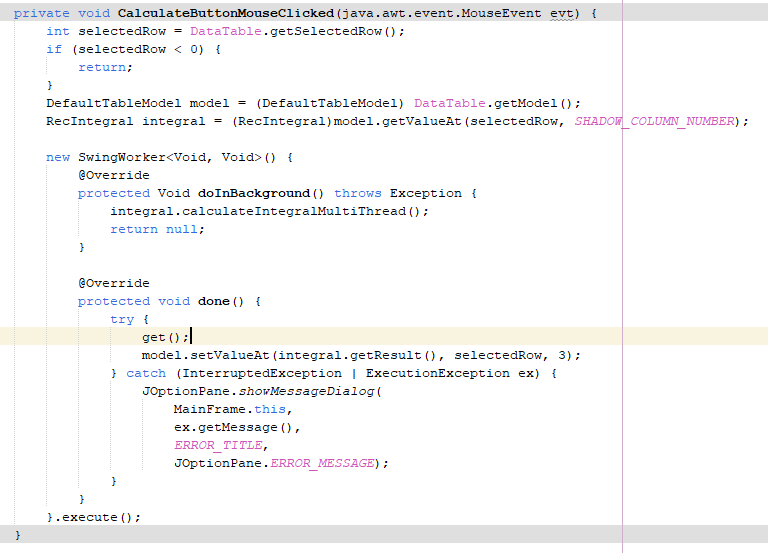 private void CalculateButtonMouseClicked(java.awt.event.MouseEvent evt) {
    int selectedRow = DataTable.getSelectedRow();
    if (selectedRow < 0) {
        return;
    }
    DefaultTableModel model = (DefaultTableModel) DataTable.getModel();
    RecIntegral integral = (RecIntegral)model.getValueAt(selectedRow, SHADOW_COLUMN_NUMBER);

    new SwingWorker<Void, Void>() {
        @Override
        protected Void doInBackground() throws Exception {
            integral.calculateIntegralMultiThread();
            return null;
        }

        @Override
        protected void done() {
            try {
                get();
                model.setValueAt(integral.getResult(), selectedRow, 3);
            } catch (InterruptedException | ExecutionException ex) {
                JOptionPane.showMessageDialog(
                    MainFrame.this,
                    ex.getMessage(),
                    ERROR_TITLE,
                    JOptionPane.ERROR_MESSAGE);
            }
        }
    }.execute();
}